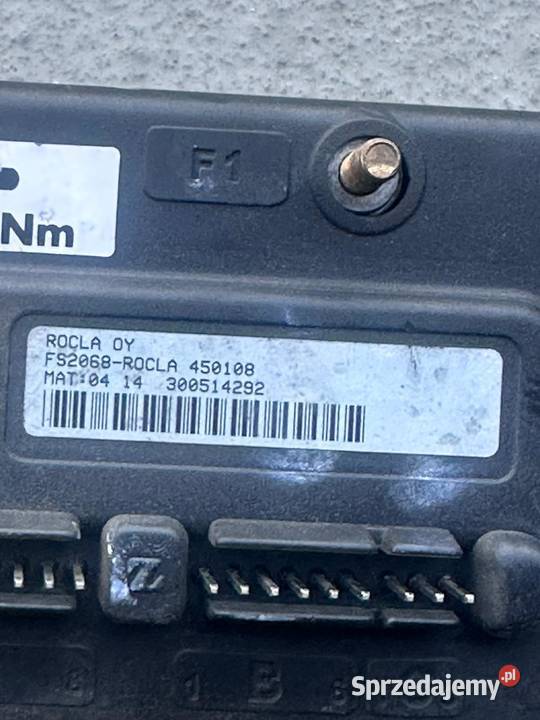 F1
Nm
ROCLA OY
FS2068-ROCLA 450108
MAT:04 14 300514292
Z
1 B
Sprzedajemy.pl